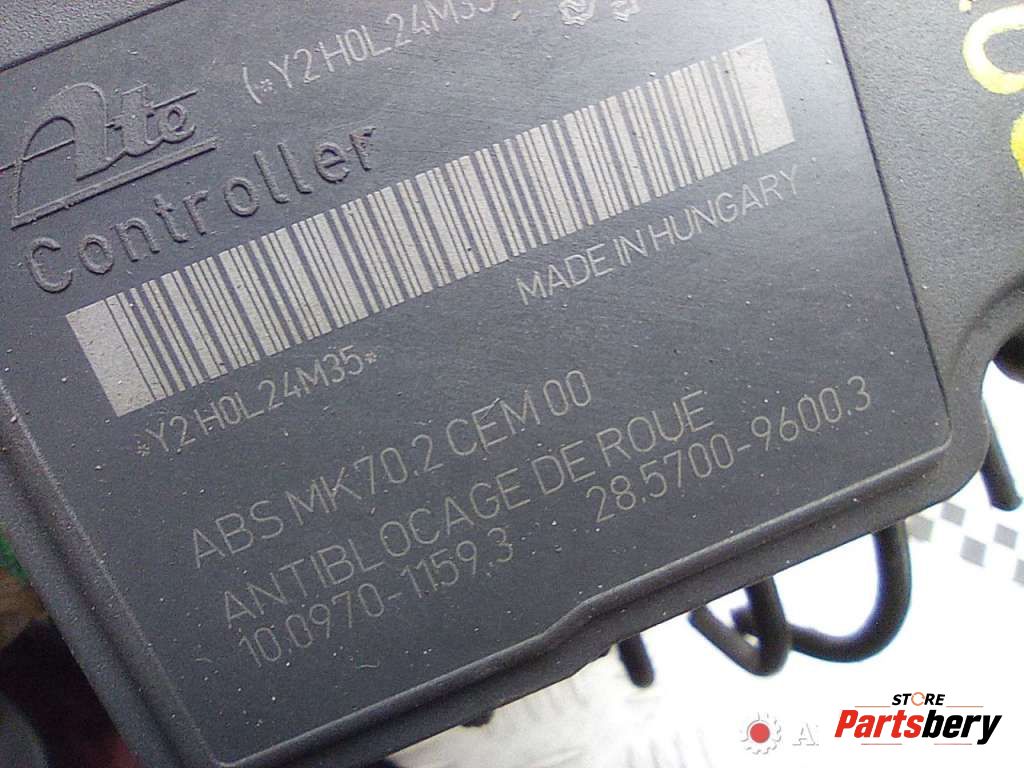 Ate
(*Y2H0L24M35
Controller
MADE IN HUNGARY
*Y2H0L24M35*
ABS MK70.2 CEM 00
ANTIBLOCAGE DE ROUE
10.0970-1159.3 28.5700-9600.3
STORE
Partsbery